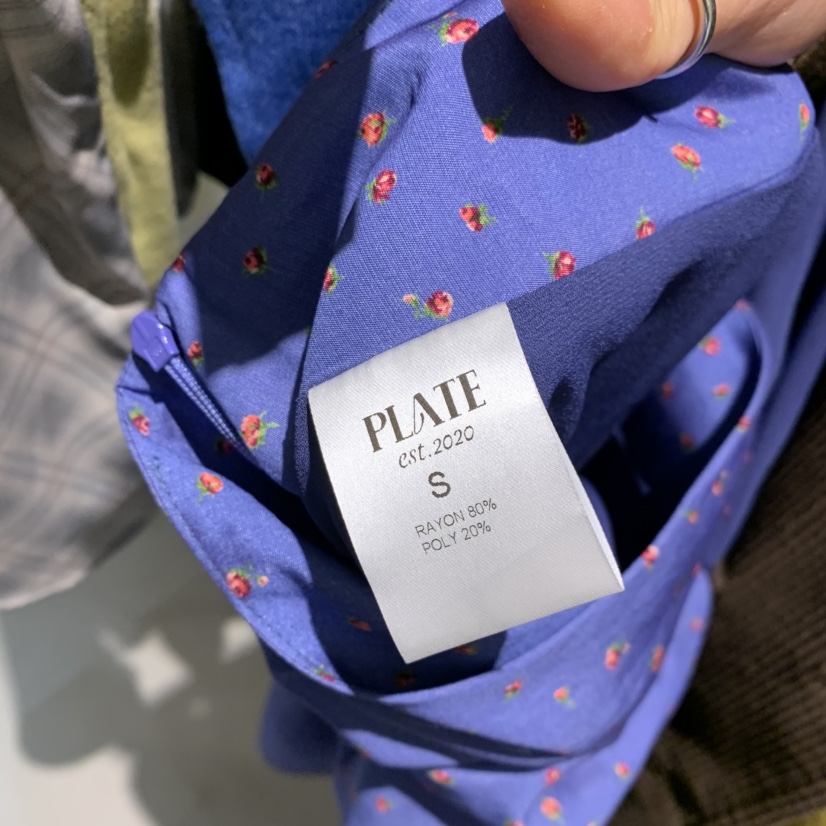 PLATE
est.2020
S
RAYON 80%
POLY 20%